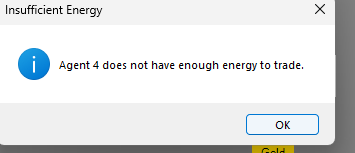 Insufficient Energy
Agent 4 does not have enough energy to trade.
OK
Gold